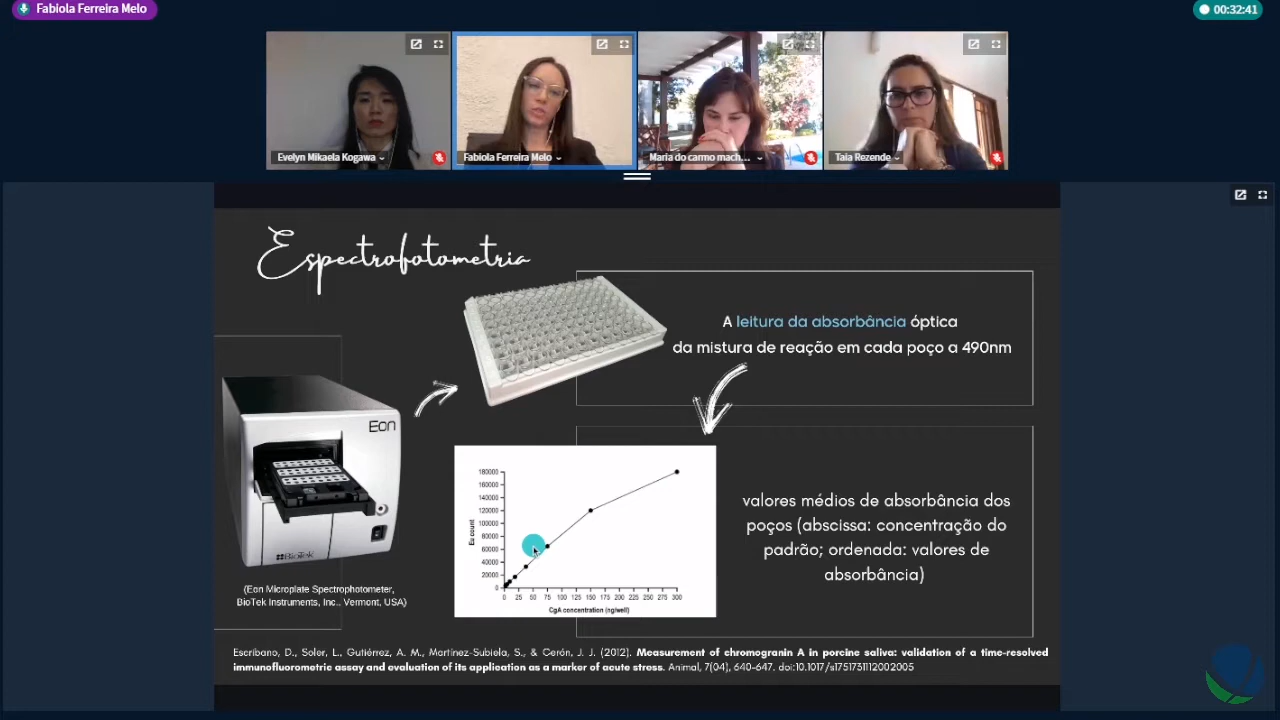 Fabiola Ferreira Melo
00:32:41
Evelyn Mikaela Kogawa
Fabiola Ferreira Melo
Maria do carmo mach...
Taia Rezende
Espectrofotometria
A leitura da absorbância óptica
da mistura de reação em cada poço a 490nm
Eon
BioTek
(Eon Microplate Spectrophotometer,
BioTek Instruments, Inc., Vermont, USA)
180000
160000
140000
120000
100000
80000
60000
40000
20000
0
Eu count
0 25 50 75 100 125 150 175 200 225 250 275 300
CgA concentration (ng/well)
valores médios de absorbância dos
poços (abscissa: concentração do
padrão; ordenada: valores de
absorbância)
Escribano, D., Soler, L., Gutiérrez, A. M., Martínez-Subiela, S., & Cerón, J. J. (2012). Measurement of chromogranin A in porcine saliva: validation of a time-resolved
immunofluorometric assay and evaluation of its application as a marker of acute stress. Animal, 7(04), 640-647. doi:10.1017/s1751731112002005